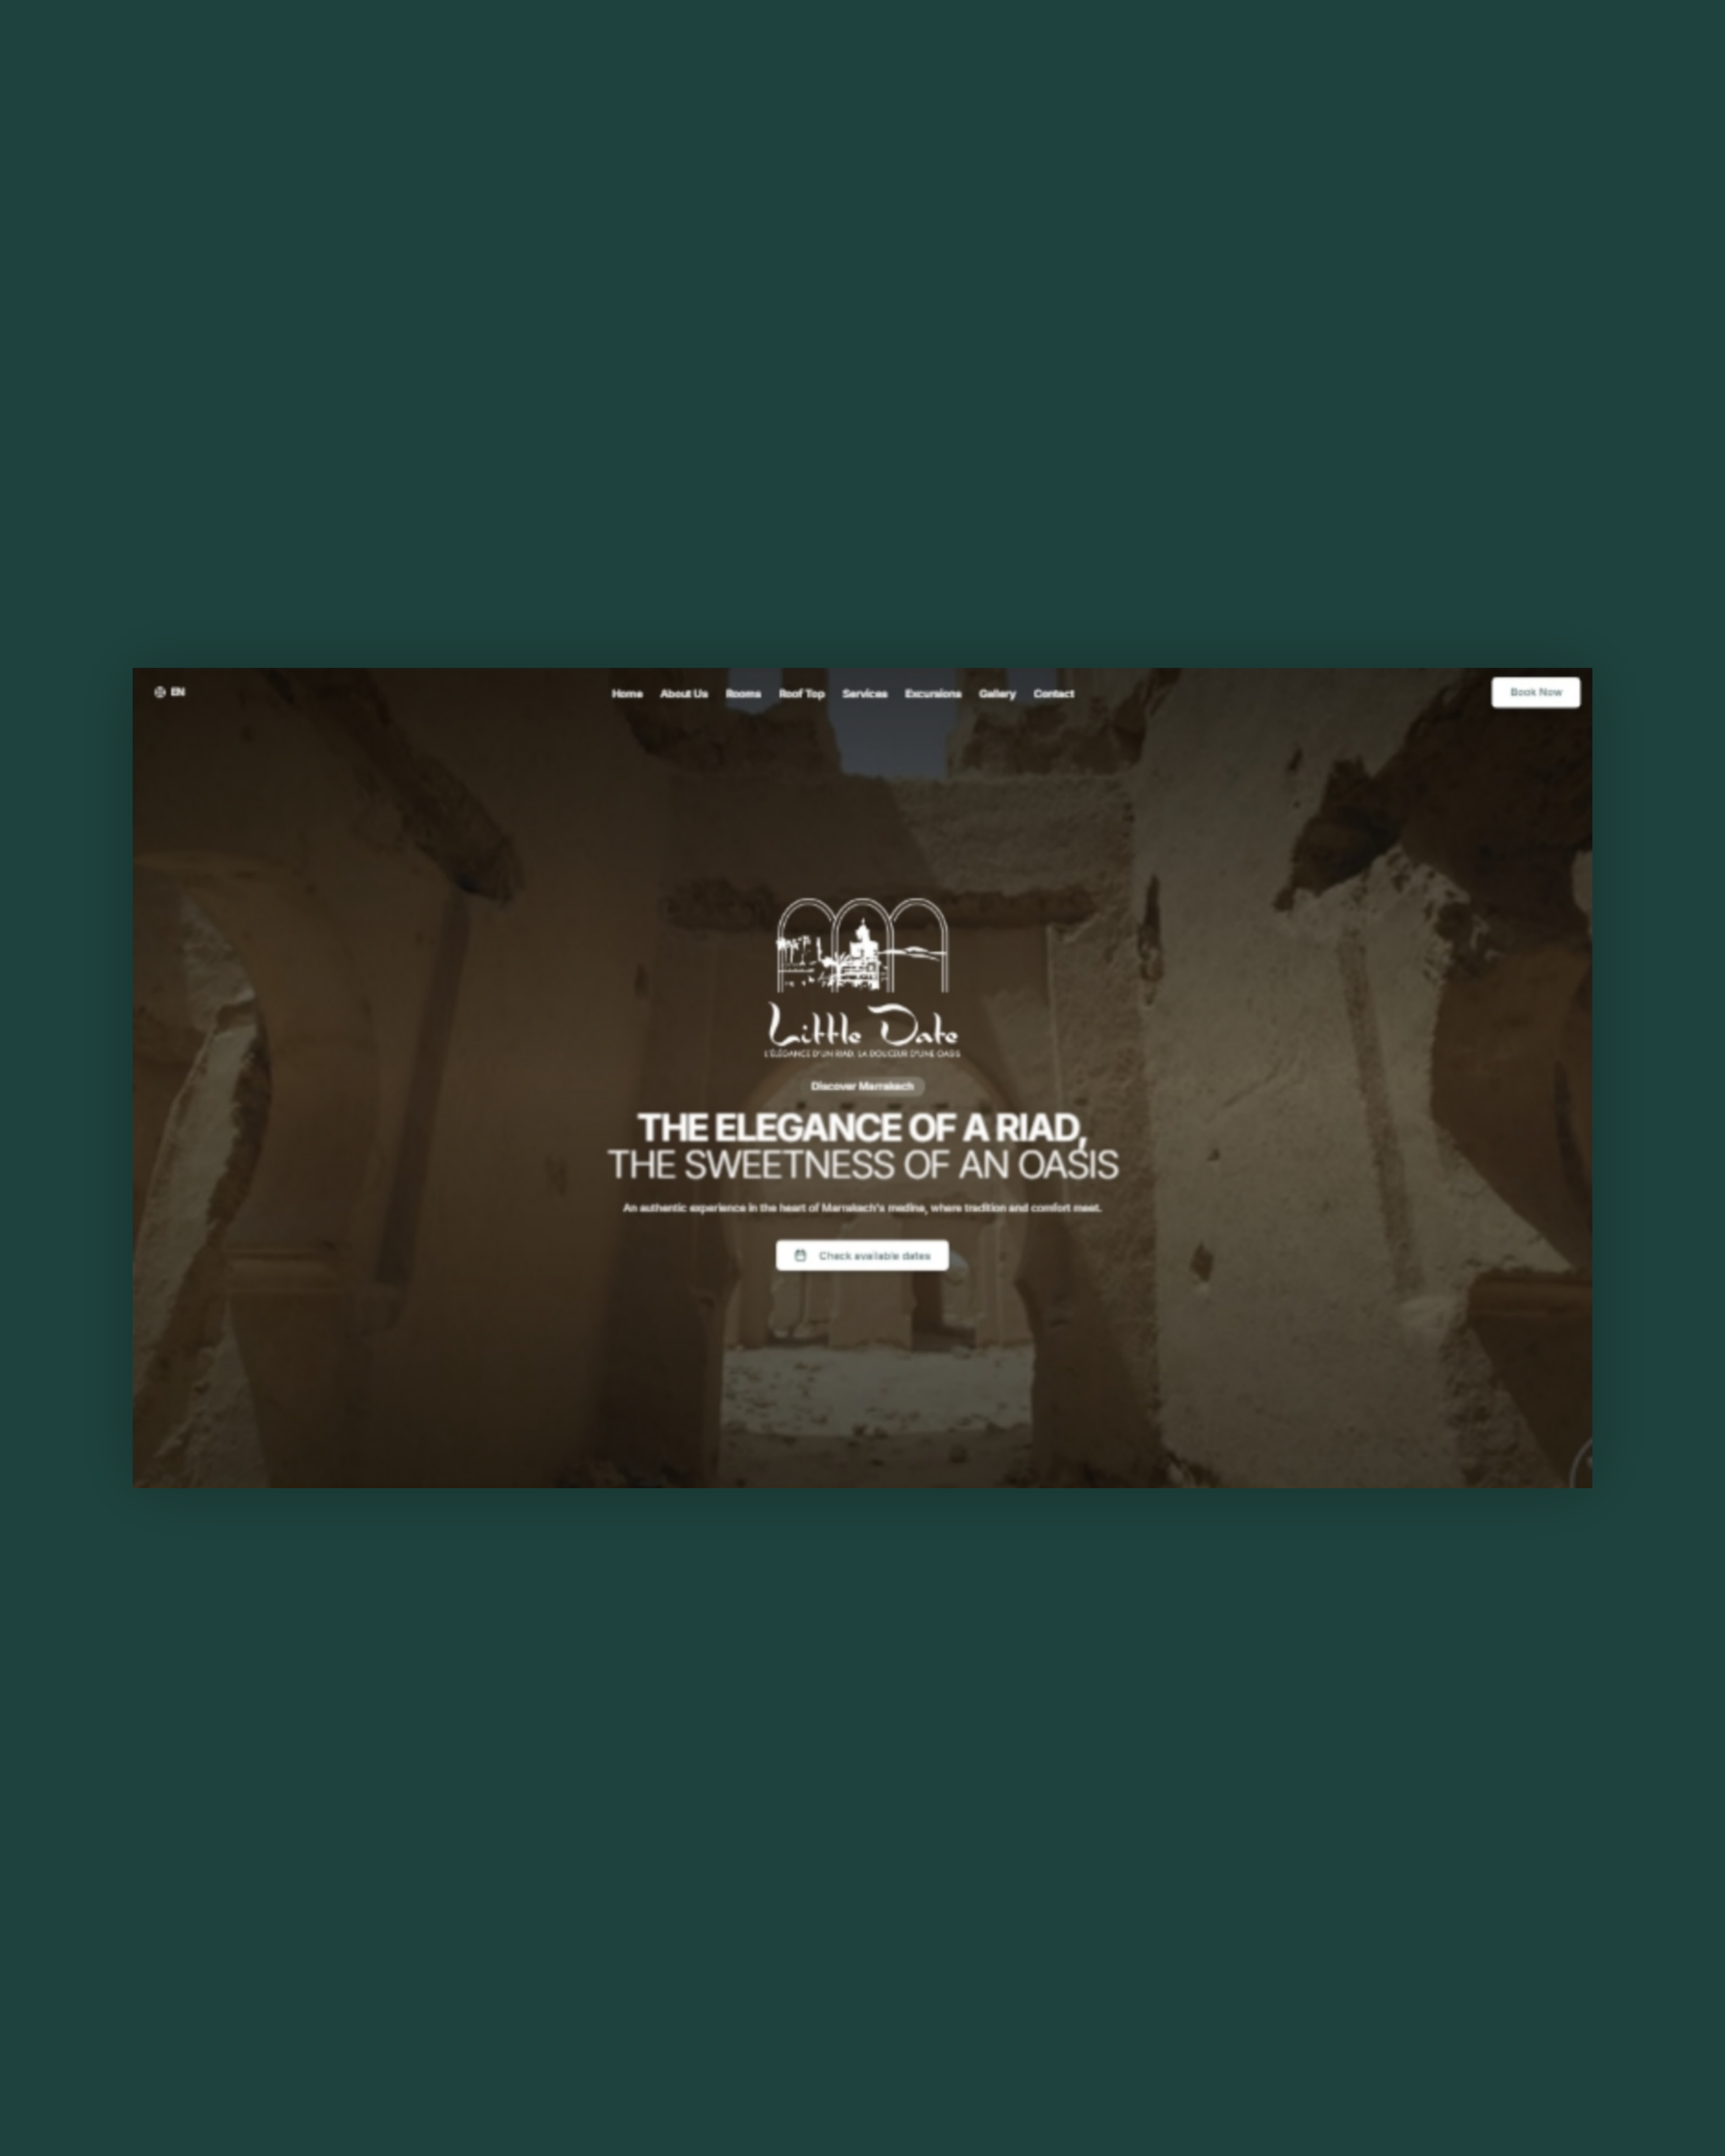 EN
Home About Us Rooms Roof Top Services Excursions Gallery Contact
Book Now
Little Date
L'ÉLÉGANCE D'UN RIAD, LA DOUCEUR D'UNE OASIS
Discover Marrakech
THE ELEGANCE OF A RIAD,
THE SWEETNESS OF AN OASIS
An authentic experience in the heart of Marrakech's medina, where tradition and comfort meet.
Check available dates